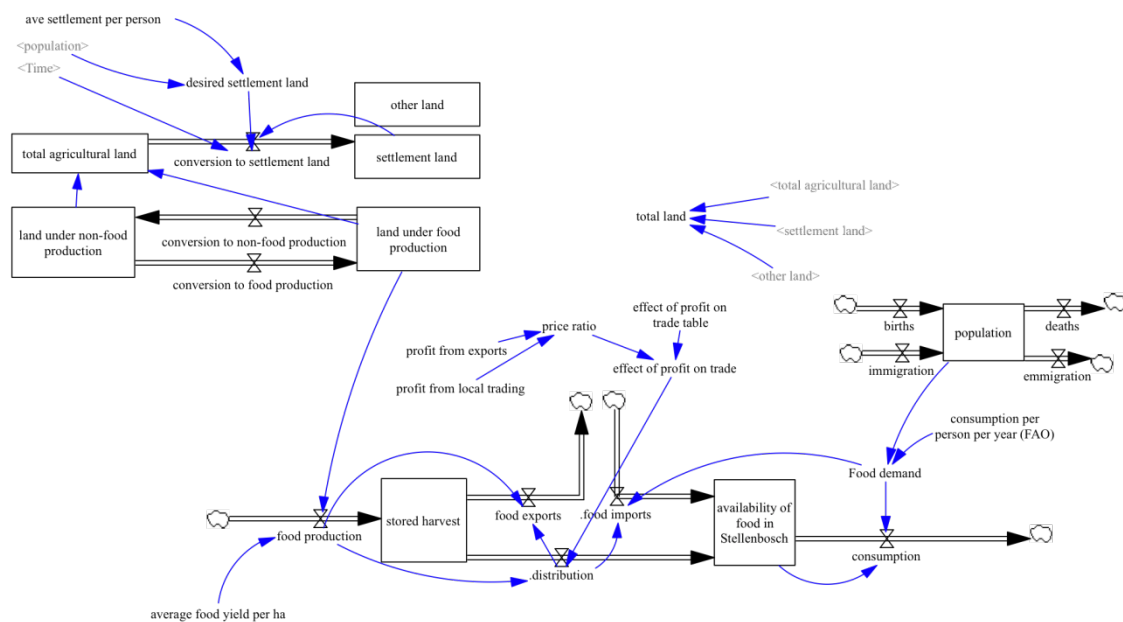 ave settlement per person
<population>
<Time>
desired settlement land
other land
total agricultural land
conversion to settlement land
settlement land
<total agricultural land>
total land
<settlement land>
<other land>
land under non-food
production
conversion to non-food production
land under food
production
conversion to food production
effect of profit on
trade table
price ratio
profit from exports
effect of profit on trade
profit from local trading
births
population
deaths
immigration
emmigration
consumption per
person per year (FAO)
Food demand
stored harvest
food exports
.food imports
availability of
food in
Stellenbosch
food production
.distribution
consumption
average food yield per ha